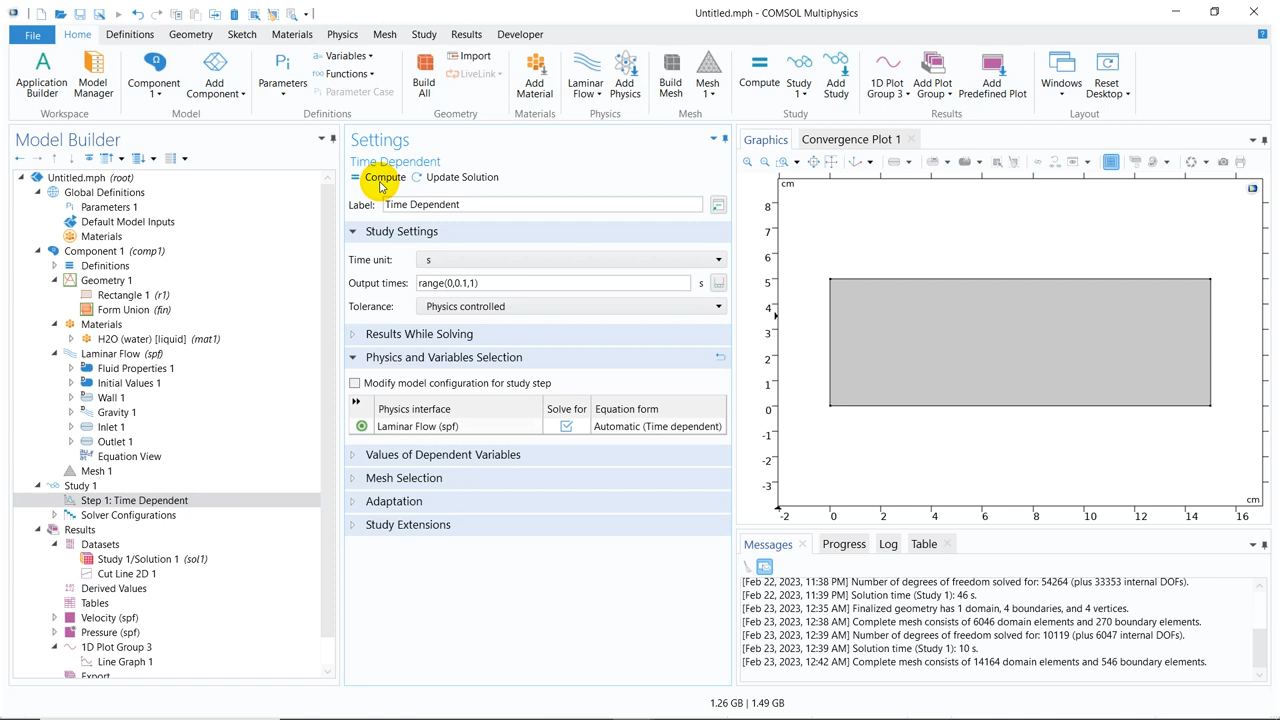 Untitled.mph - COMSOL Multiphysics
File Home Definitions Geometry Sketch Materials Physics Mesh Study Results Developer
Application Builder
Model Manager
Workspace
Component 1
Add Component
Model
Parameters
Variables
Functions
Parameter Case
Definitions
Build All
Import
LiveLink
Geometry
Add Material
Materials
Laminar Flow
Add Physics
Physics
Build Mesh
Mesh 1
Mesh
Compute
Study 1
Add Study
Study
1D Plot Group 3
Add Plot Group
Add Predefined Plot
Results
Windows
Reset Desktop
Layout
Model Builder
Untitled.mph (root)
Global Definitions
Parameters 1
Default Model Inputs
Materials
Component 1 (comp1)
Definitions
Geometry 1
Rectangle 1 (r1)
Form Union (fin)
Materials
H2O (water) [liquid] (mat1)
Laminar Flow (spf)
Fluid Properties 1
Initial Values 1
Wall 1
Gravity 1
Inlet 1
Outlet 1
Equation View
Mesh 1
Study 1
Step 1: Time Dependent
Solver Configurations
Results
Datasets
Study 1/Solution 1 (sol1)
Cut Line 2D 1
Derived Values
Tables
Velocity (spf)
Pressure (spf)
1D Plot Group 3
Line Graph 1
Export
Settings
Time Dependent
= Compute Update Solution
Label: Time Dependent
Study Settings
Time unit: s
Output times: range(0,0.1,1) s
Tolerance: Physics controlled
Results While Solving
Physics and Variables Selection
Modify model configuration for study step
Physics interface Solve for Equation form
Laminar Flow (spf) Automatic (Time dependent)
Values of Dependent Variables
Mesh Selection
Adaptation
Study Extensions
Graphics Convergence Plot 1
cm
8
7
6
5
4
3
2
1
0
-1
-2
-3
cm
-2 0 2 4 6 8 10 12 14 16
Messages Progress Log Table
[Feb 22, 2023, 11:38 PM] Number of degrees of freedom solved for: 54264 (plus 33353 internal DOFs).
[Feb 22, 2023, 11:39 PM] Solution time (Study 1): 46 s.
[Feb 23, 2023, 12:35 AM] Finalized geometry has 1 domain, 4 boundaries, and 4 vertices.
[Feb 23, 2023, 12:38 AM] Complete mesh consists of 6046 domain elements and 270 boundary elements.
[Feb 23, 2023, 12:39 AM] Number of degrees of freedom solved for: 10119 (plus 6047 internal DOFs).
[Feb 23, 2023, 12:39 AM] Solution time (Study 1): 10 s.
[Feb 23, 2023, 12:42 AM] Complete mesh consists of 14164 domain elements and 546 boundary elements.
1.26 GB | 1.49 GB